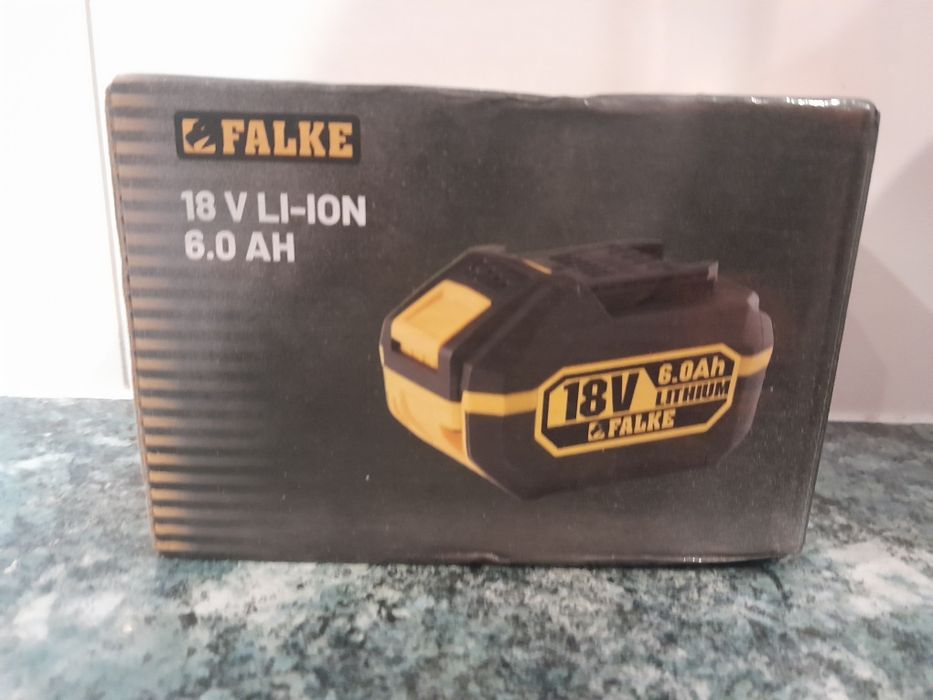 FALKE
18 V LI-ION
6.0 AH
18V 6.0Ah
LITHIUM
FALKE